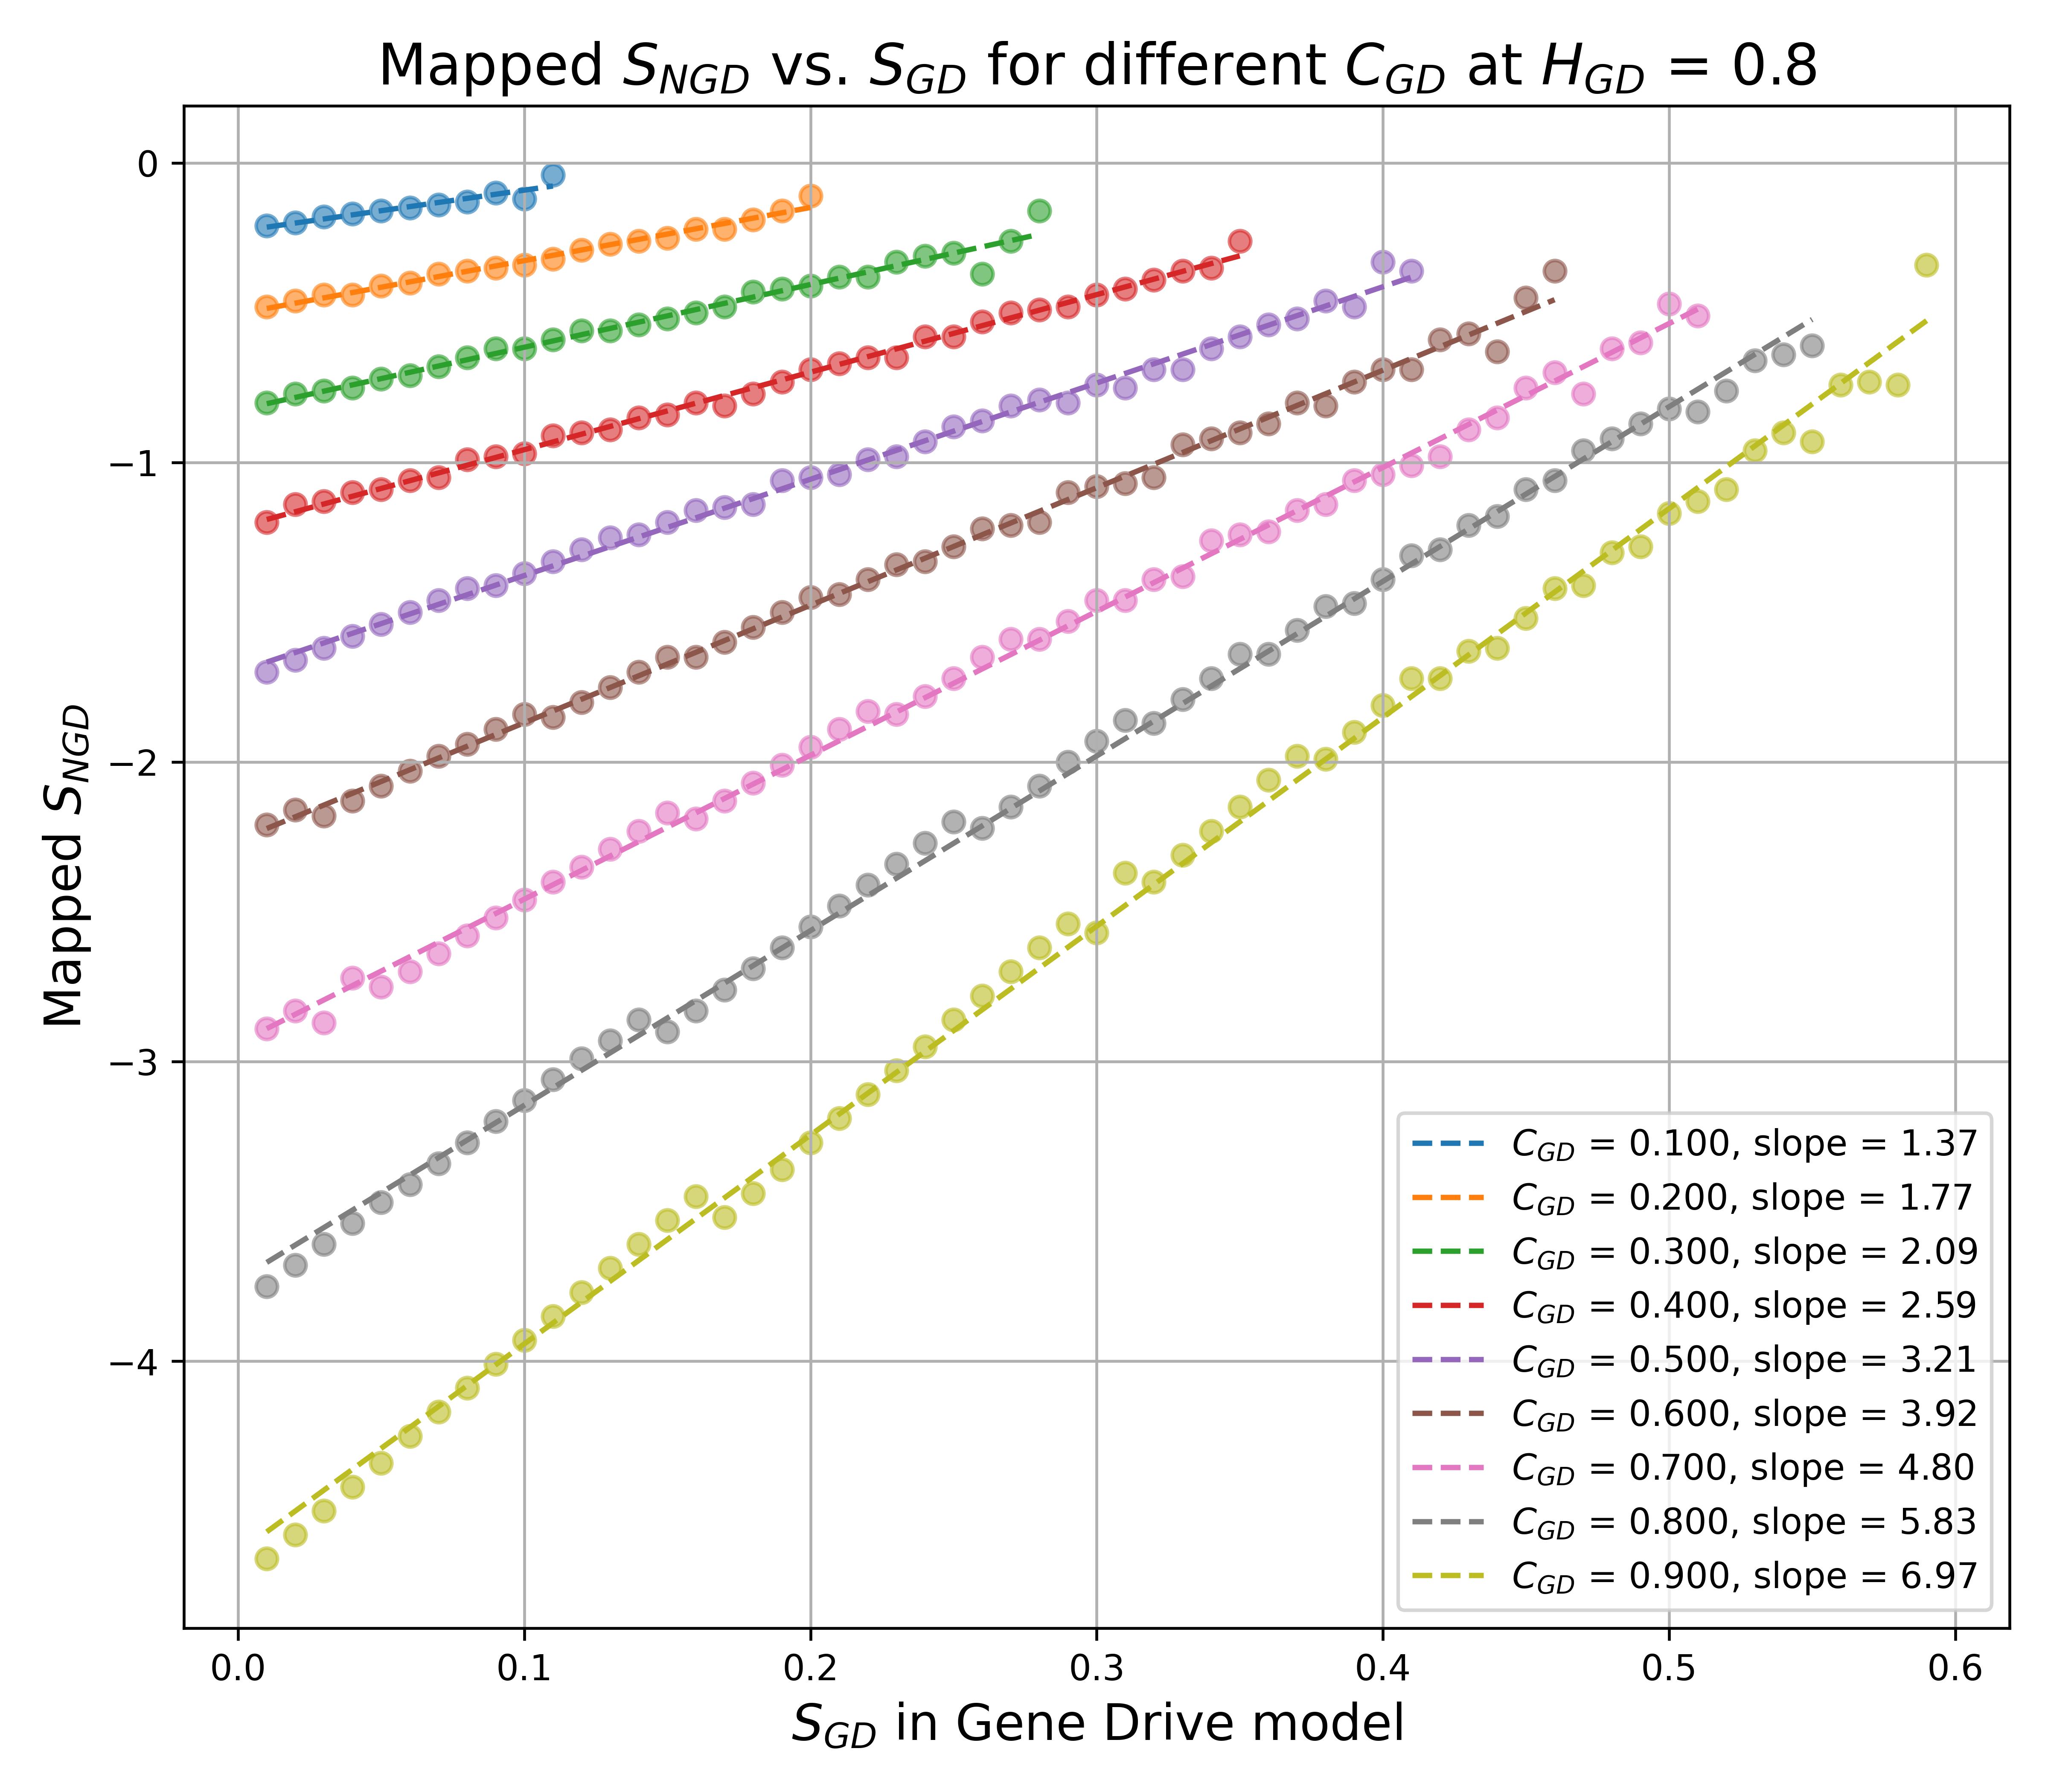 Mapped S_NGD vs. S_GD for different C_GD at H_GD = 0.8
Mapped S_NGD
0
−1
−2
−3
−4
C_GD = 0.100, slope = 1.37
C_GD = 0.200, slope = 1.77
C_GD = 0.300, slope = 2.09
C_GD = 0.400, slope = 2.59
C_GD = 0.500, slope = 3.21
C_GD = 0.600, slope = 3.92
C_GD = 0.700, slope = 4.80
C_GD = 0.800, slope = 5.83
C_GD = 0.900, slope = 6.97
0.0 0.1 0.2 0.3 0.4 0.5 0.6
S_GD in Gene Drive model